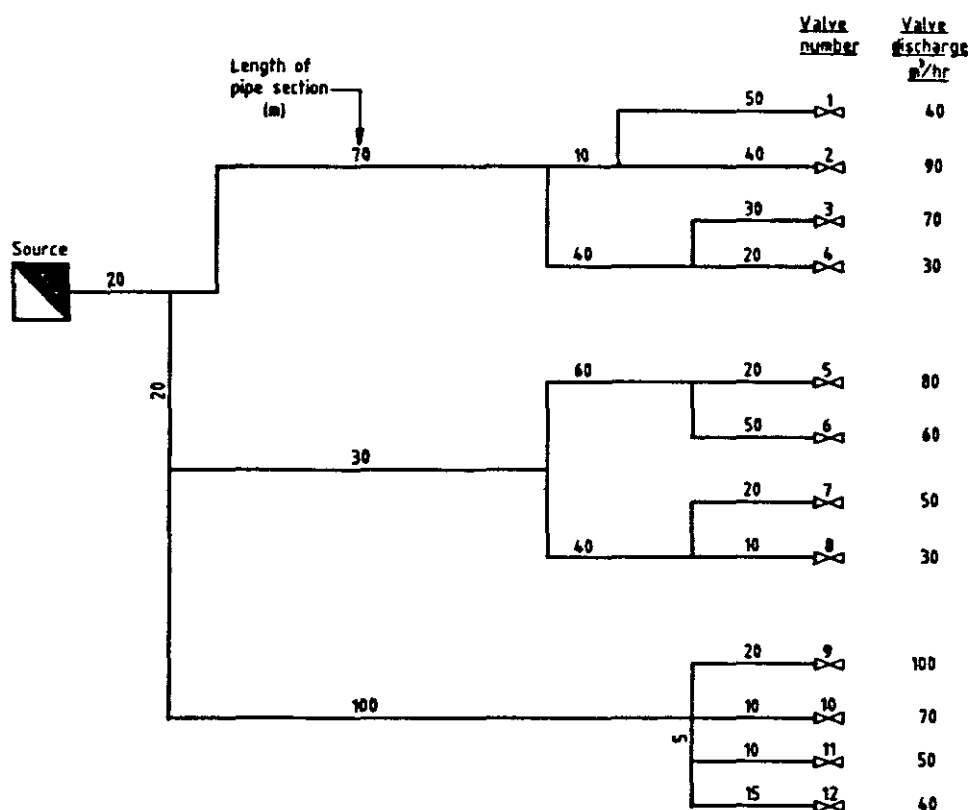 Valve Valve
number discharge
m³/hr
Length of
pipe section
(m)
50 1 40
70 10 40 2 90
30 3 70
Source
40 20 4 30
20
60 20 5 80
20
50 6 60
30
20 7 50
40 10 8 30
20 9 100
100 10 10 70
5
10 11 50
15 12 40